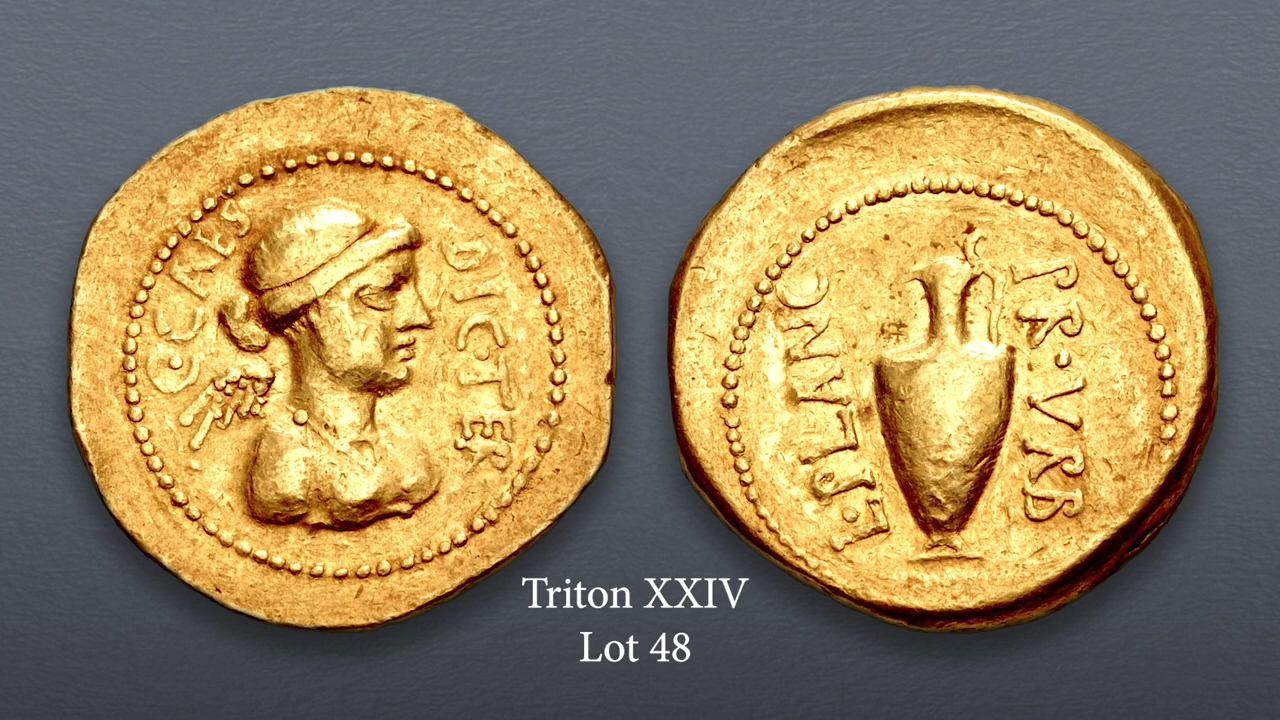 C·CAES
DIC·TER
L·PLANC
PR·VRB
Triton XXIV
Lot 48